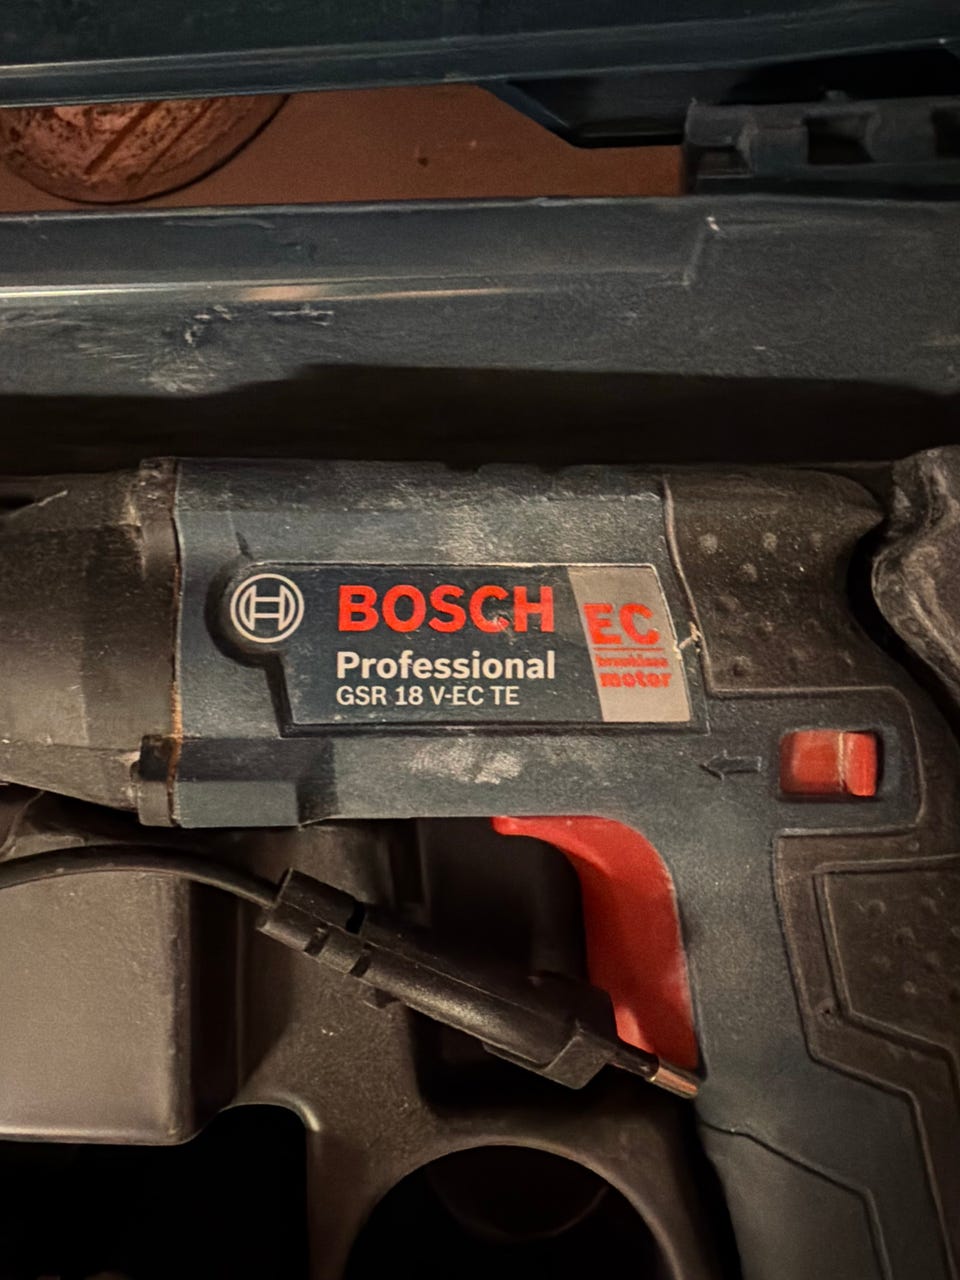 BOSCH
Professional
GSR 18 V-EC TE
EC
brushless
motor